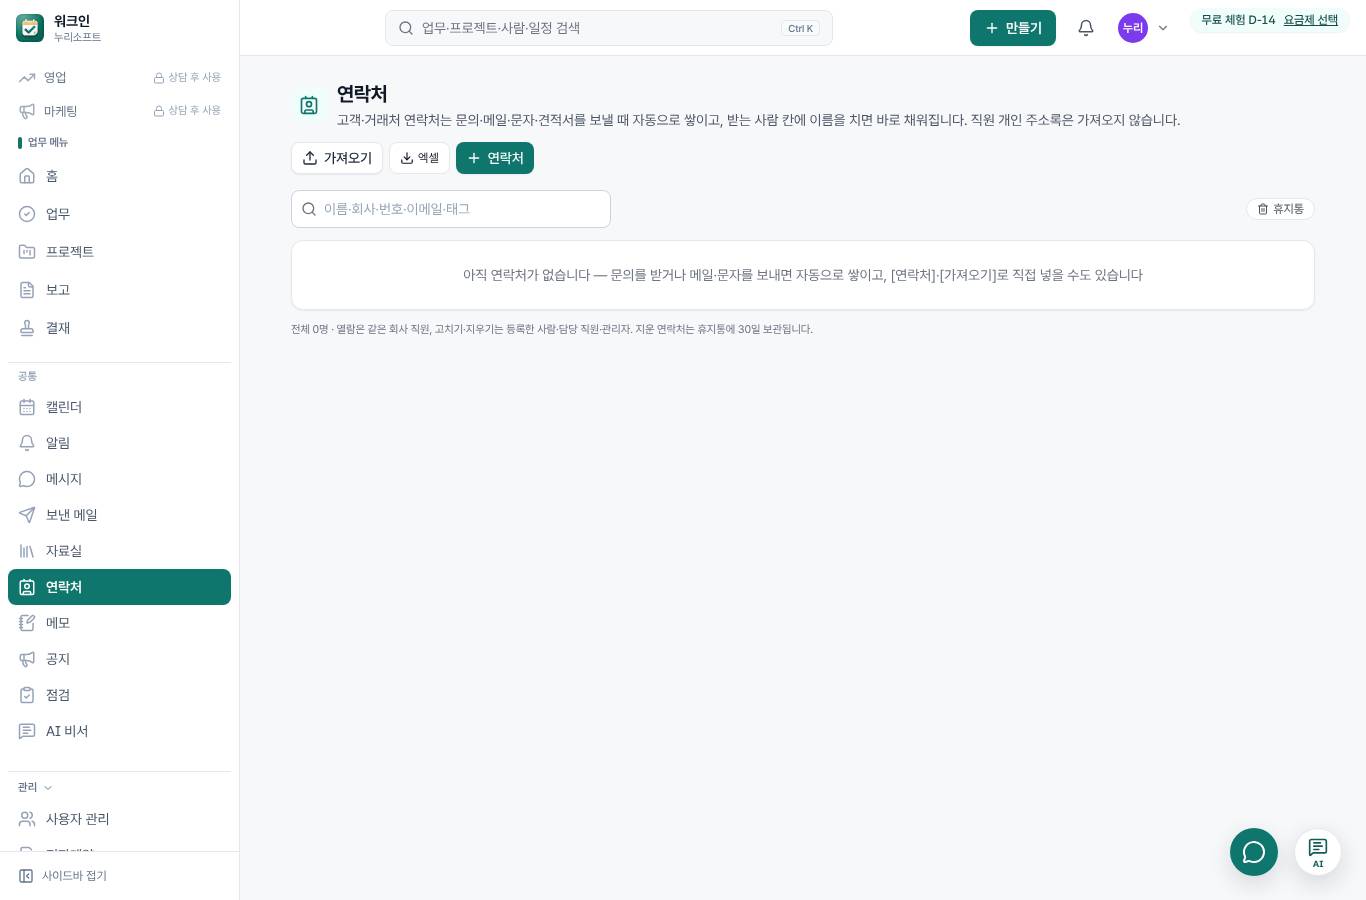 워크인
누리소프트
영업 상담 후 사용
마케팅 상담 후 사용
업무 메뉴
홈
업무
프로젝트
보고
결재
공통
캘린더
알림
메시지
보낸 메일
자료실
연락처
메모
공지
점검
AI 비서
관리
사용자 관리
사이드바 접기
업무·프로젝트·사람·일정 검색 Ctrl K
만들기
누리
무료 체험 D-14 요금제 선택
연락처
고객·거래처 연락처는 문의·메일·문자·견적서를 보낼 때 자동으로 쌓이고, 받는 사람 칸에 이름을 치면 바로 채워집니다. 직원 개인 주소록은 가져오지 않습니다.
가져오기 엑셀 연락처
이름·회사·번호·이메일·태그
휴지통
아직 연락처가 없습니다 — 문의를 받거나 메일·문자를 보내면 자동으로 쌓이고, [연락처]·[가져오기]로 직접 넣을 수도 있습니다
전체 0명 · 열람은 같은 회사 직원, 고치기·지우기는 등록한 사람·담당 직원·관리자. 지운 연락처는 휴지통에 30일 보관됩니다.
AI